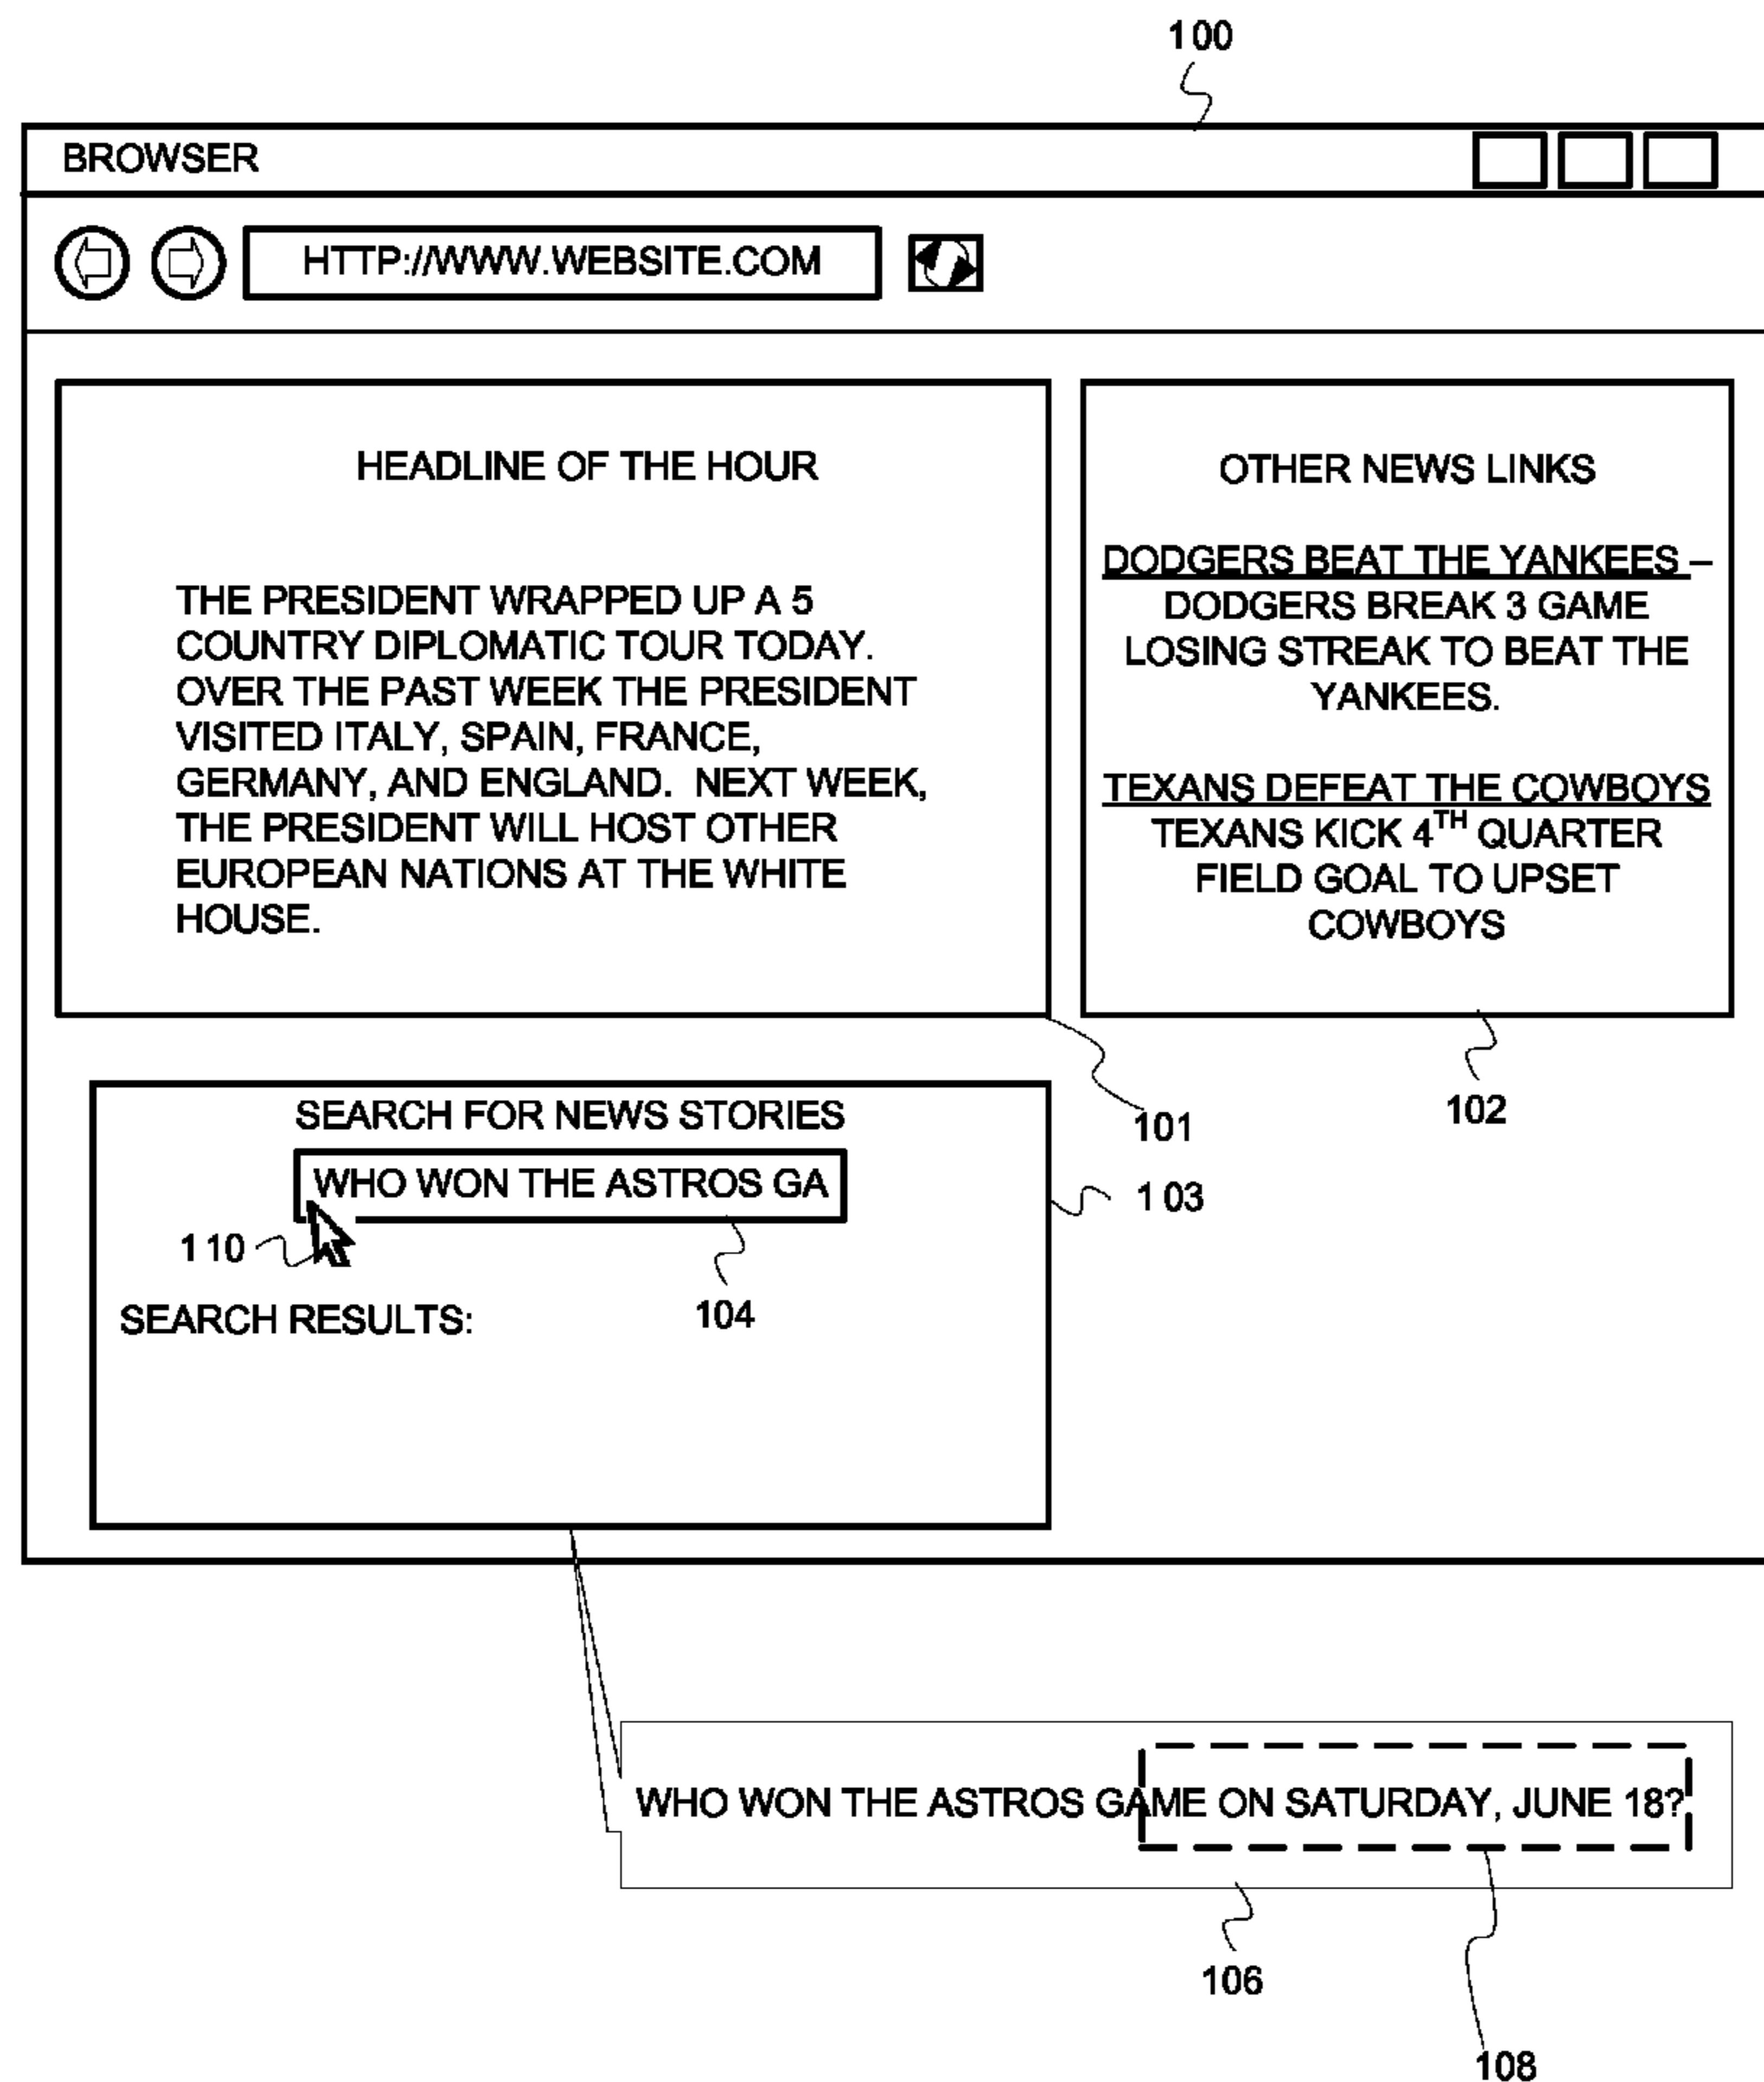 100
BROWSER
HTTP://WWW.WEBSITE.COM
HEADLINE OF THE HOUR
THE PRESIDENT WRAPPED UP A 5
COUNTRY DIPLOMATIC TOUR TODAY.
OVER THE PAST WEEK THE PRESIDENT
VISITED ITALY, SPAIN, FRANCE,
GERMANY, AND ENGLAND.  NEXT WEEK,
THE PRESIDENT WILL HOST OTHER
EUROPEAN NATIONS AT THE WHITE
HOUSE.
OTHER NEWS LINKS
DODGERS BEAT THE YANKEES –
DODGERS BREAK 3 GAME
LOSING STREAK TO BEAT THE
YANKEES.
TEXANS DEFEAT THE COWBOYS
TEXANS KICK 4TH QUARTER
FIELD GOAL TO UPSET
COWBOYS
101
102
SEARCH FOR NEWS STORIES
WHO WON THE ASTROS GA
103
110
104
SEARCH RESULTS:
WHO WON THE ASTROS GAME ON SATURDAY, JUNE 18?
106
108